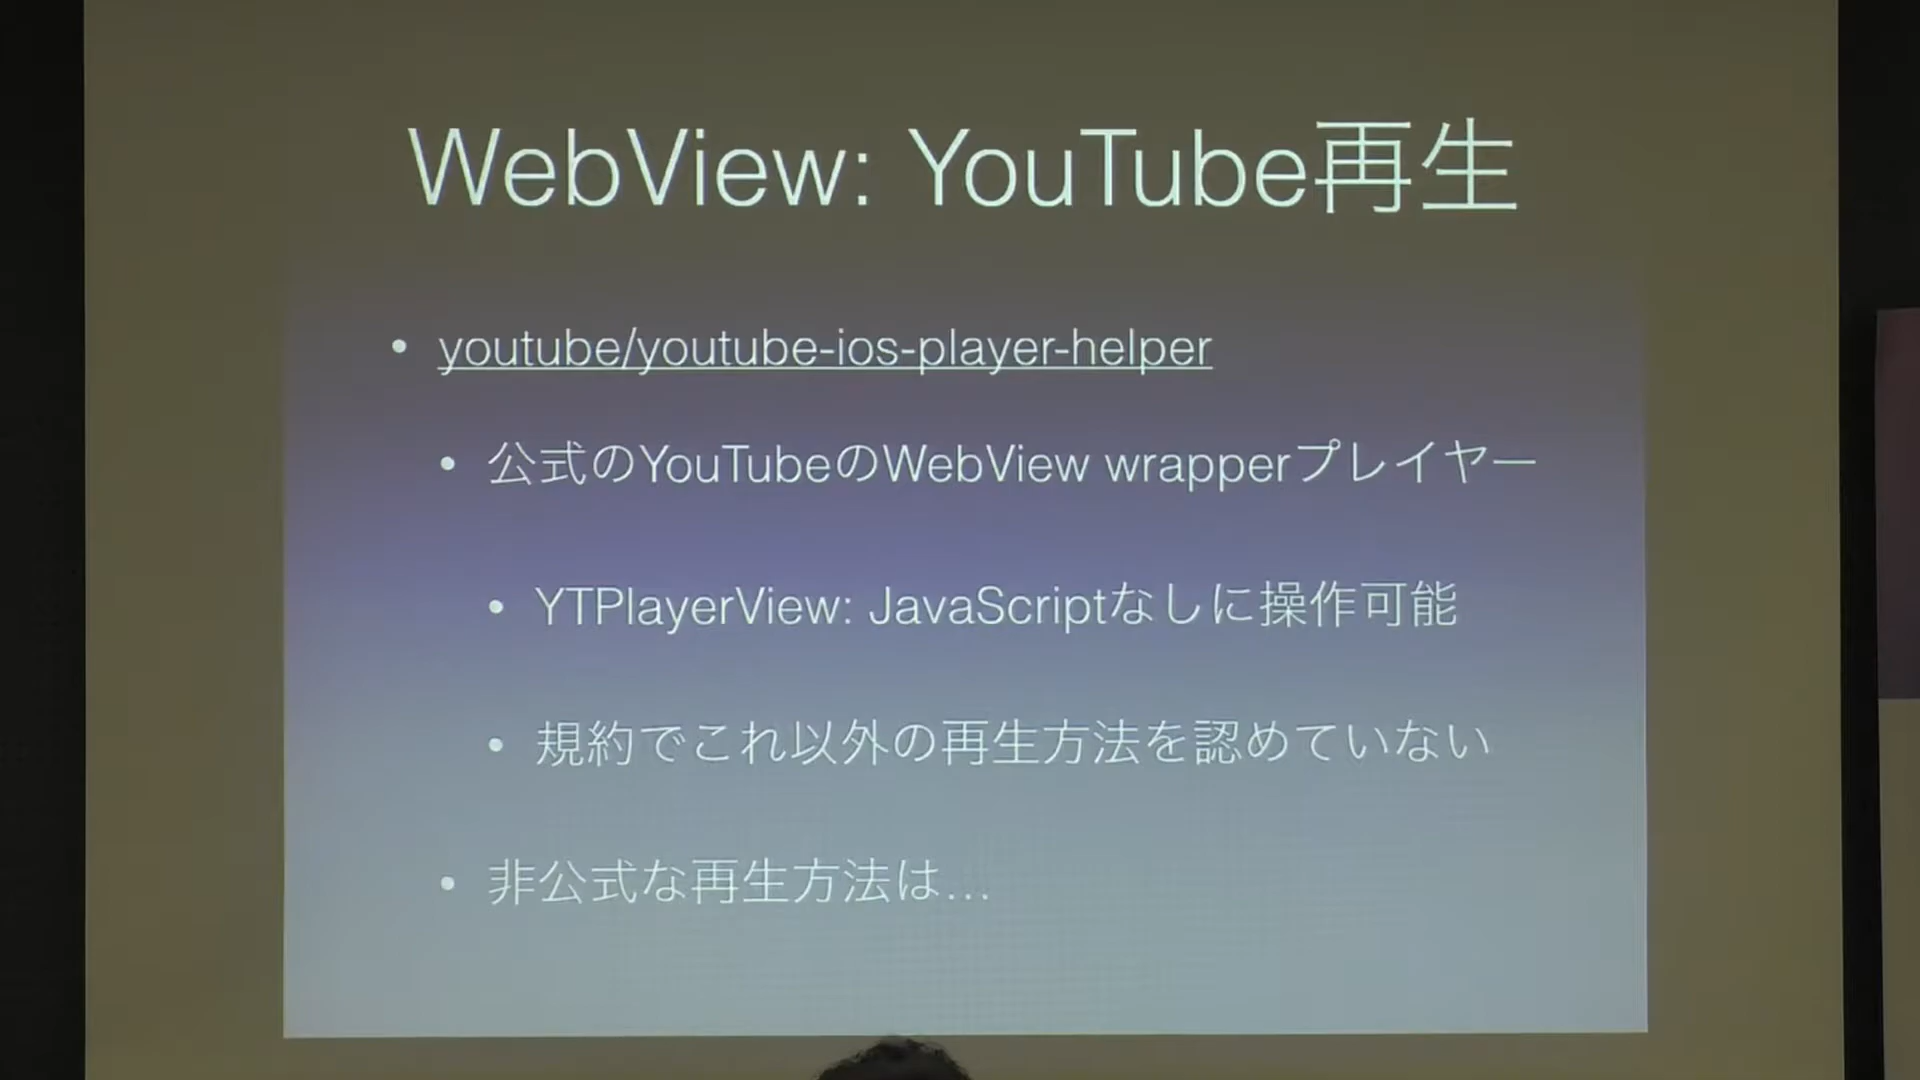 WebView: YouTube再生
• youtube/youtube-ios-player-helper
• 公式のYouTubeのWebView wrapperプレイヤー
• YTPlayerView: JavaScriptなしに操作可能
• 規約でこれ以外の再生方法を認めていない
• 非公式な再生方法は…